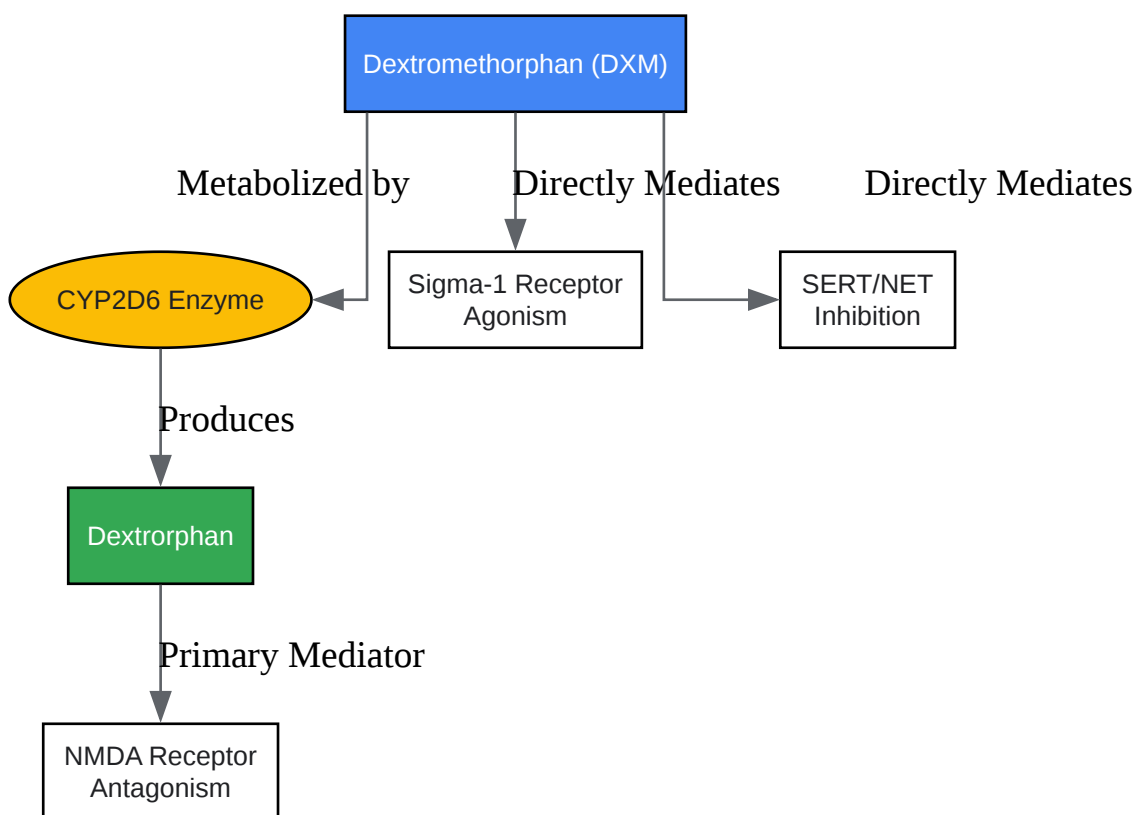 Dextromethorphan (DXM)
Metabolized by
Directly Mediates
Directly Mediates
CYP2D6 Enzyme
Sigma-1 Receptor
Agonism
SERT/NET
Inhibition
Produces
Dextrorphan
Primary Mediator
NMDA Receptor
Antagonism